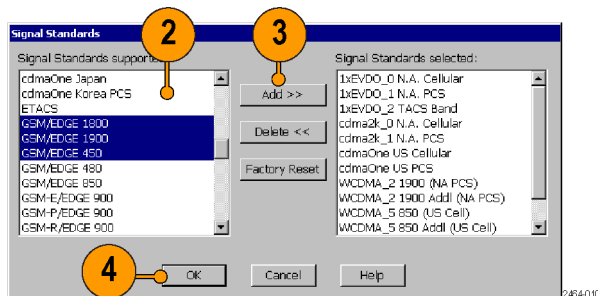 Signal Standards
2
3
Signal Standards supported:
Signal Standards selected:
cdmaOne Japan
cdmaOne Korea PCS
ETACS
GSM/EDGE 1800
GSM/EDGE 1900
GSM/EDGE 450
GSM/EDGE 480
GSM/EDGE 850
GSM-E/EDGE 900
GSM-P/EDGE 900
GSM-R/EDGE 900
Add >>
Delete <<
Factory Reset
1xEVDO_0 N.A. Cellular
1xEVDO_1 N.A. PCS
1xEVDO_2 TACS Band
cdma2k_0 N.A. Cellular
cdma2k_1 N.A. PCS
cdmaOne US Cellular
cdmaOne US PCS
WCDMA_2 1900 (NA PCS)
WCDMA_2 1900 Addl (NA PCS)
WCDMA_5 850 (US Cell)
WCDMA_5 850 Addl (US Cell)
4
OK
Cancel
Help